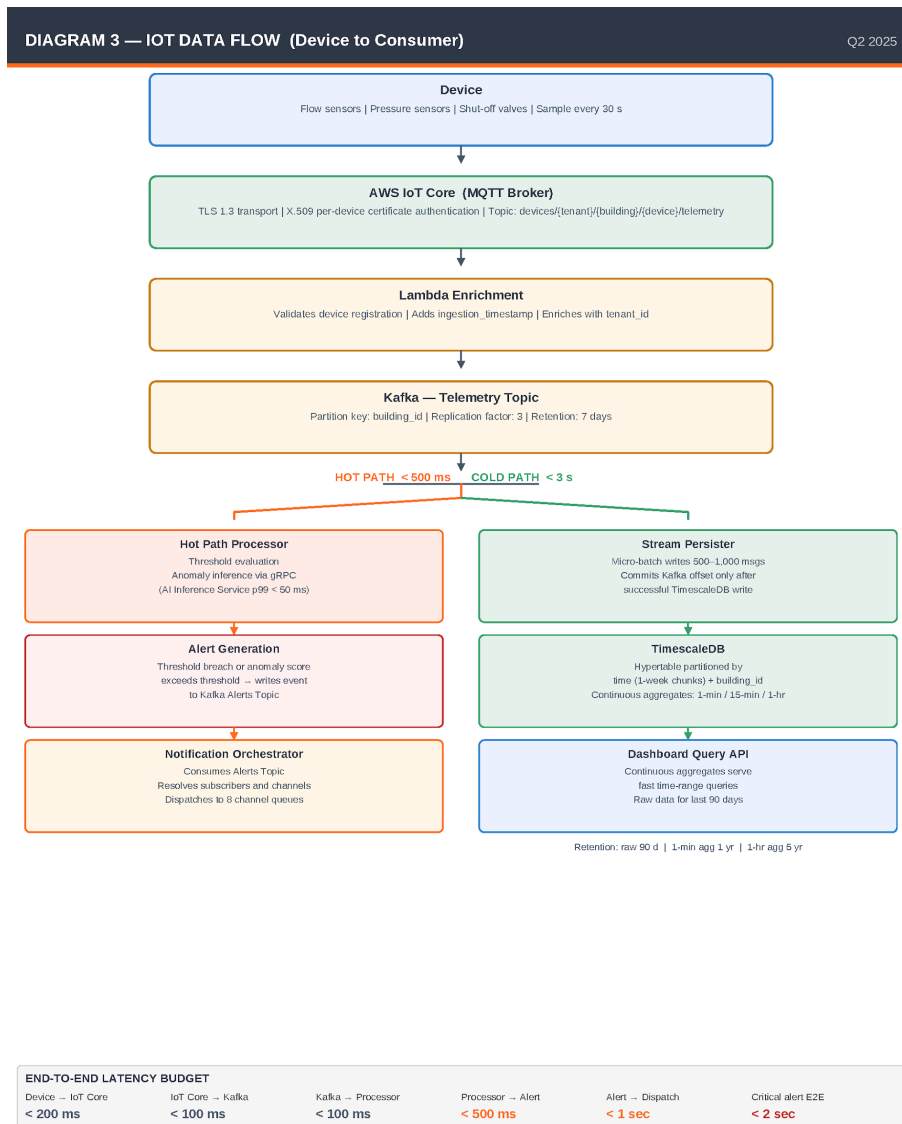 DIAGRAM 3 — IOT DATA FLOW (Device to Consumer)
Q2 2025
Device
Flow sensors | Pressure sensors | Shut-off valves | Sample every 30 s
AWS IoT Core (MQTT Broker)
TLS 1.3 transport | X.509 per-device certificate authentication | Topic: devices/{tenant}/{building}/{device}/telemetry
Lambda Enrichment
Validates device registration | Adds ingestion_timestamp | Enriches with tenant_id
Kafka — Telemetry Topic
Partition key: building_id | Replication factor: 3 | Retention: 7 days
HOT PATH < 500 ms
COLD PATH < 3 s
Hot Path Processor
Threshold evaluation
Anomaly inference via gRPC
(AI Inference Service p99 < 50 ms)
Stream Persister
Micro-batch writes 500–1,000 msgs
Commits Kafka offset only after
successful TimescaleDB write
Alert Generation
Threshold breach or anomaly score
exceeds threshold → writes event
to Kafka Alerts Topic
TimescaleDB
Hypertable partitioned by
time (1-week chunks) + building_id
Continuous aggregates: 1-min / 15-min / 1-hr
Notification Orchestrator
Consumes Alerts Topic
Resolves subscribers and channels
Dispatches to 8 channel queues
Dashboard Query API
Continuous aggregates serve
fast time-range queries
Raw data for last 90 days
Retention: raw 90 d | 1-min agg 1 yr | 1-hr agg 5 yr
END-TO-END LATENCY BUDGET
Device → IoT Core
IoT Core → Kafka
Kafka → Processor
Processor → Alert
Alert → Dispatch
Critical alert E2E
< 200 ms
< 100 ms
< 100 ms
< 500 ms
< 1 sec
< 2 sec